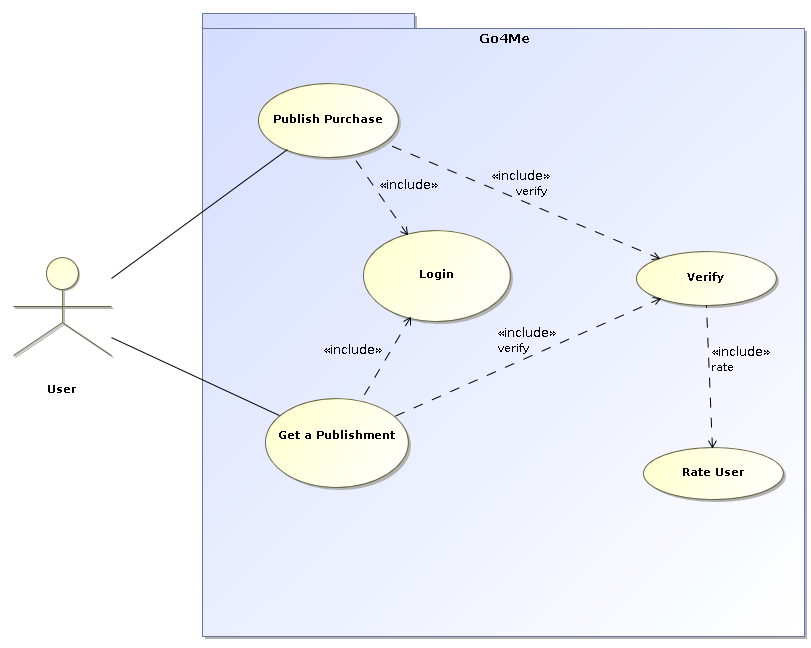 Go4Me
Publish Purchase
«include»
«include»
verify
Login
Verify
«include»
verify
«include»
«include»
rate
User
Get a Publishment
Rate User